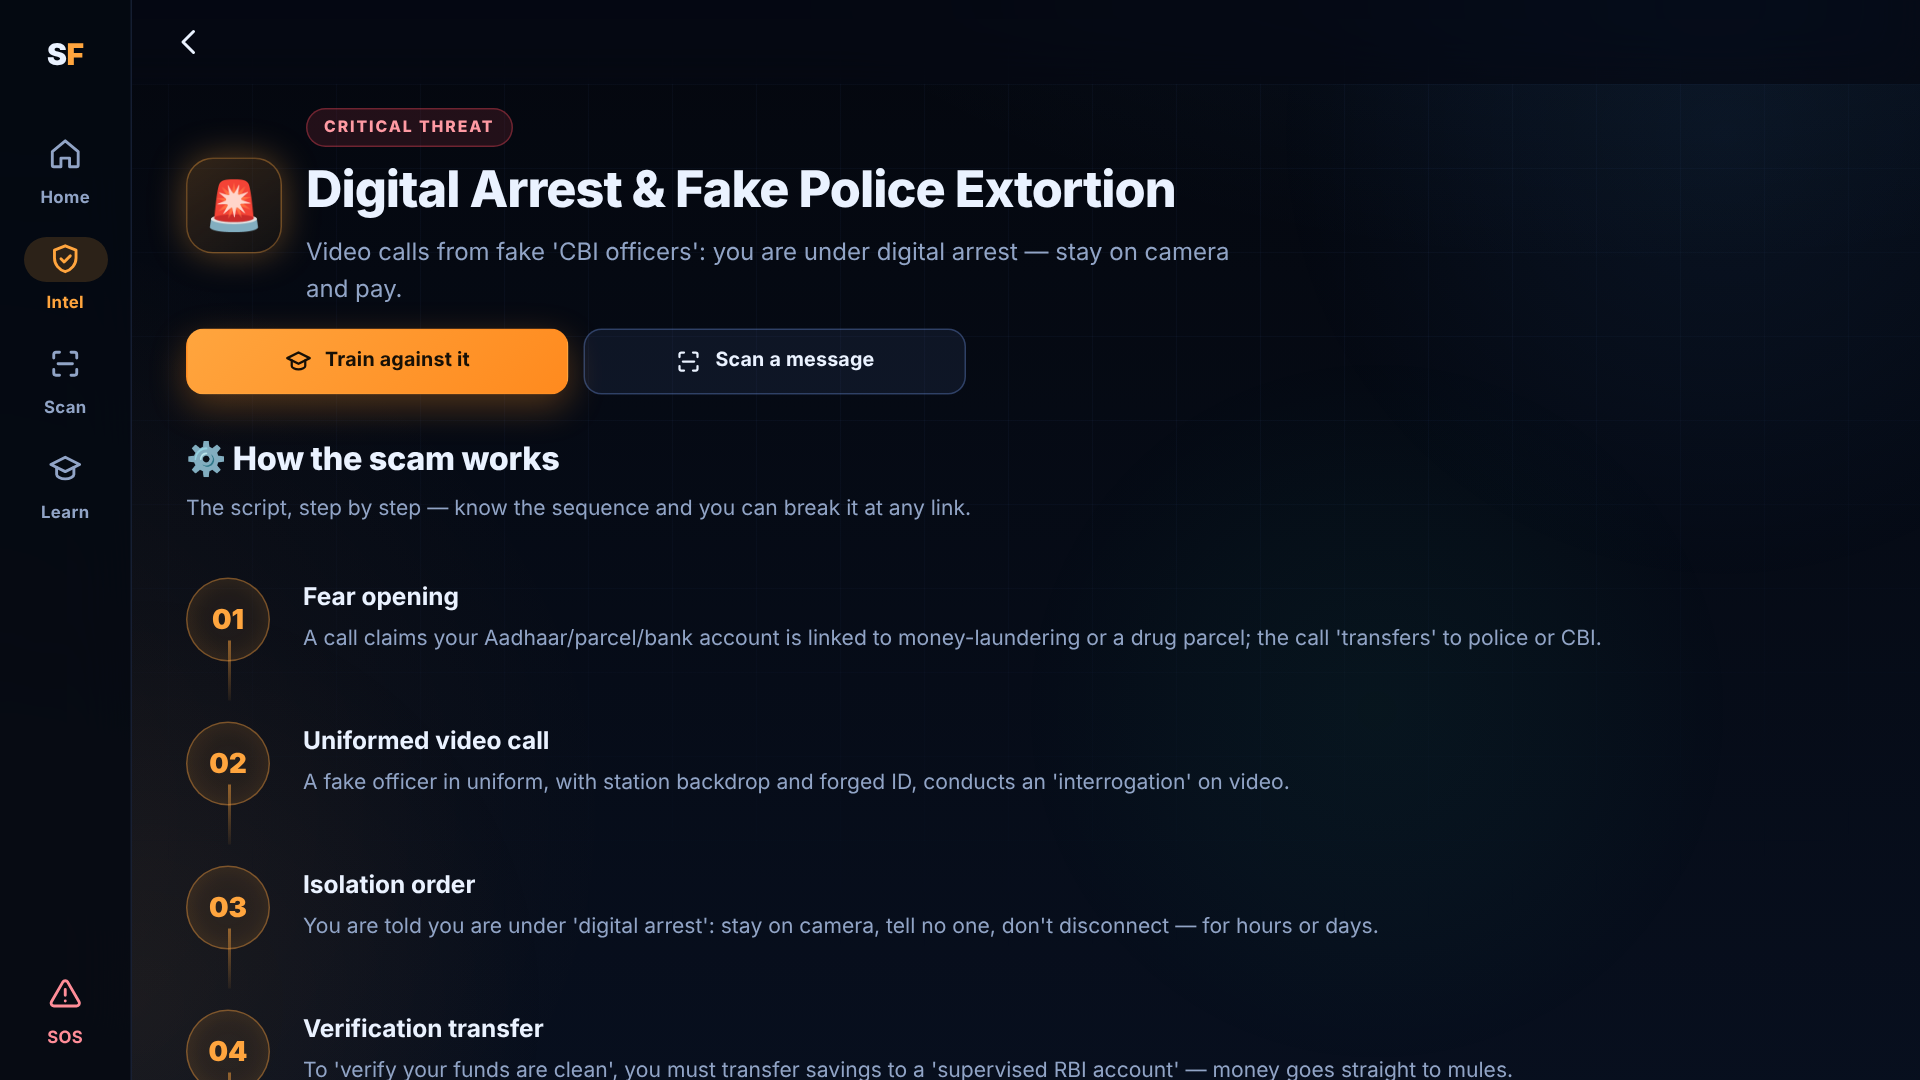 SF
Home
Intel
Scan
Learn
SOS
CRITICAL THREAT
Digital Arrest & Fake Police Extortion
Video calls from fake 'CBI officers': you are under digital arrest — stay on camera
and pay.
Train against it
Scan a message
How the scam works
The script, step by step — know the sequence and you can break it at any link.
01
Fear opening
A call claims your Aadhaar/parcel/bank account is linked to money-laundering or a drug parcel; the call 'transfers' to police or CBI.
02
Uniformed video call
A fake officer in uniform, with station backdrop and forged ID, conducts an 'interrogation' on video.
03
Isolation order
You are told you are under 'digital arrest': stay on camera, tell no one, don't disconnect — for hours or days.
04
Verification transfer
To 'verify your funds are clean', you must transfer savings to a 'supervised RBI account' — money goes straight to mules.